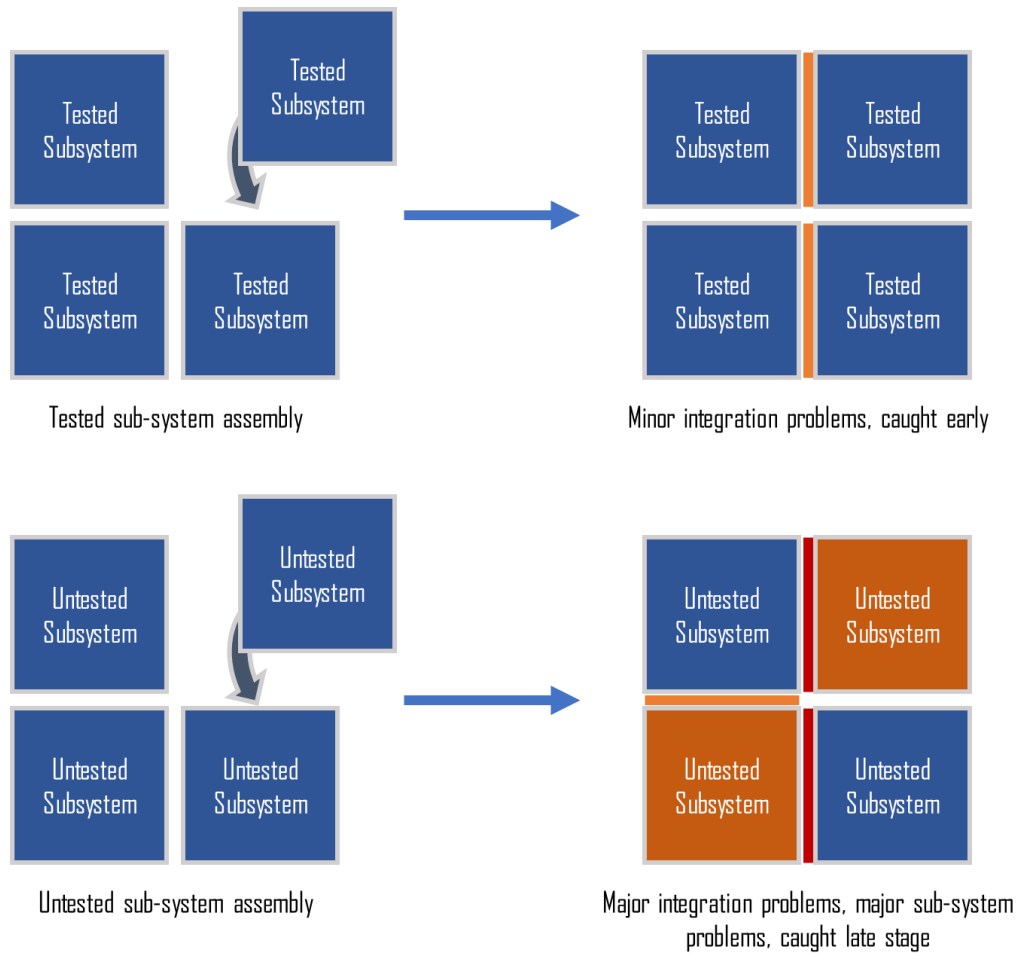 Tested
Subsystem
Tested
Subsystem
Tested
Subsystem
Tested
Subsystem
Tested sub-system assembly
Tested
Subsystem
Tested
Subsystem
Tested
Subsystem
Tested
Subsystem
Minor integration problems, caught early
Untested
Subsystem
Untested
Subsystem
Untested
Subsystem
Untested
Subsystem
Untested sub-system assembly
Untested
Subsystem
Untested
Subsystem
Untested
Subsystem
Untested
Subsystem
Major integration problems, major sub-system
problems, caught late stage